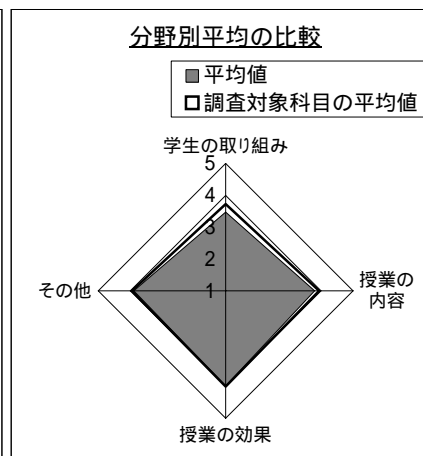 分野別平均の比較
平均値
調査対象科目の平均値
学生の取り組み
5
4
3
2
1
その他
授業の
内容
授業の効果